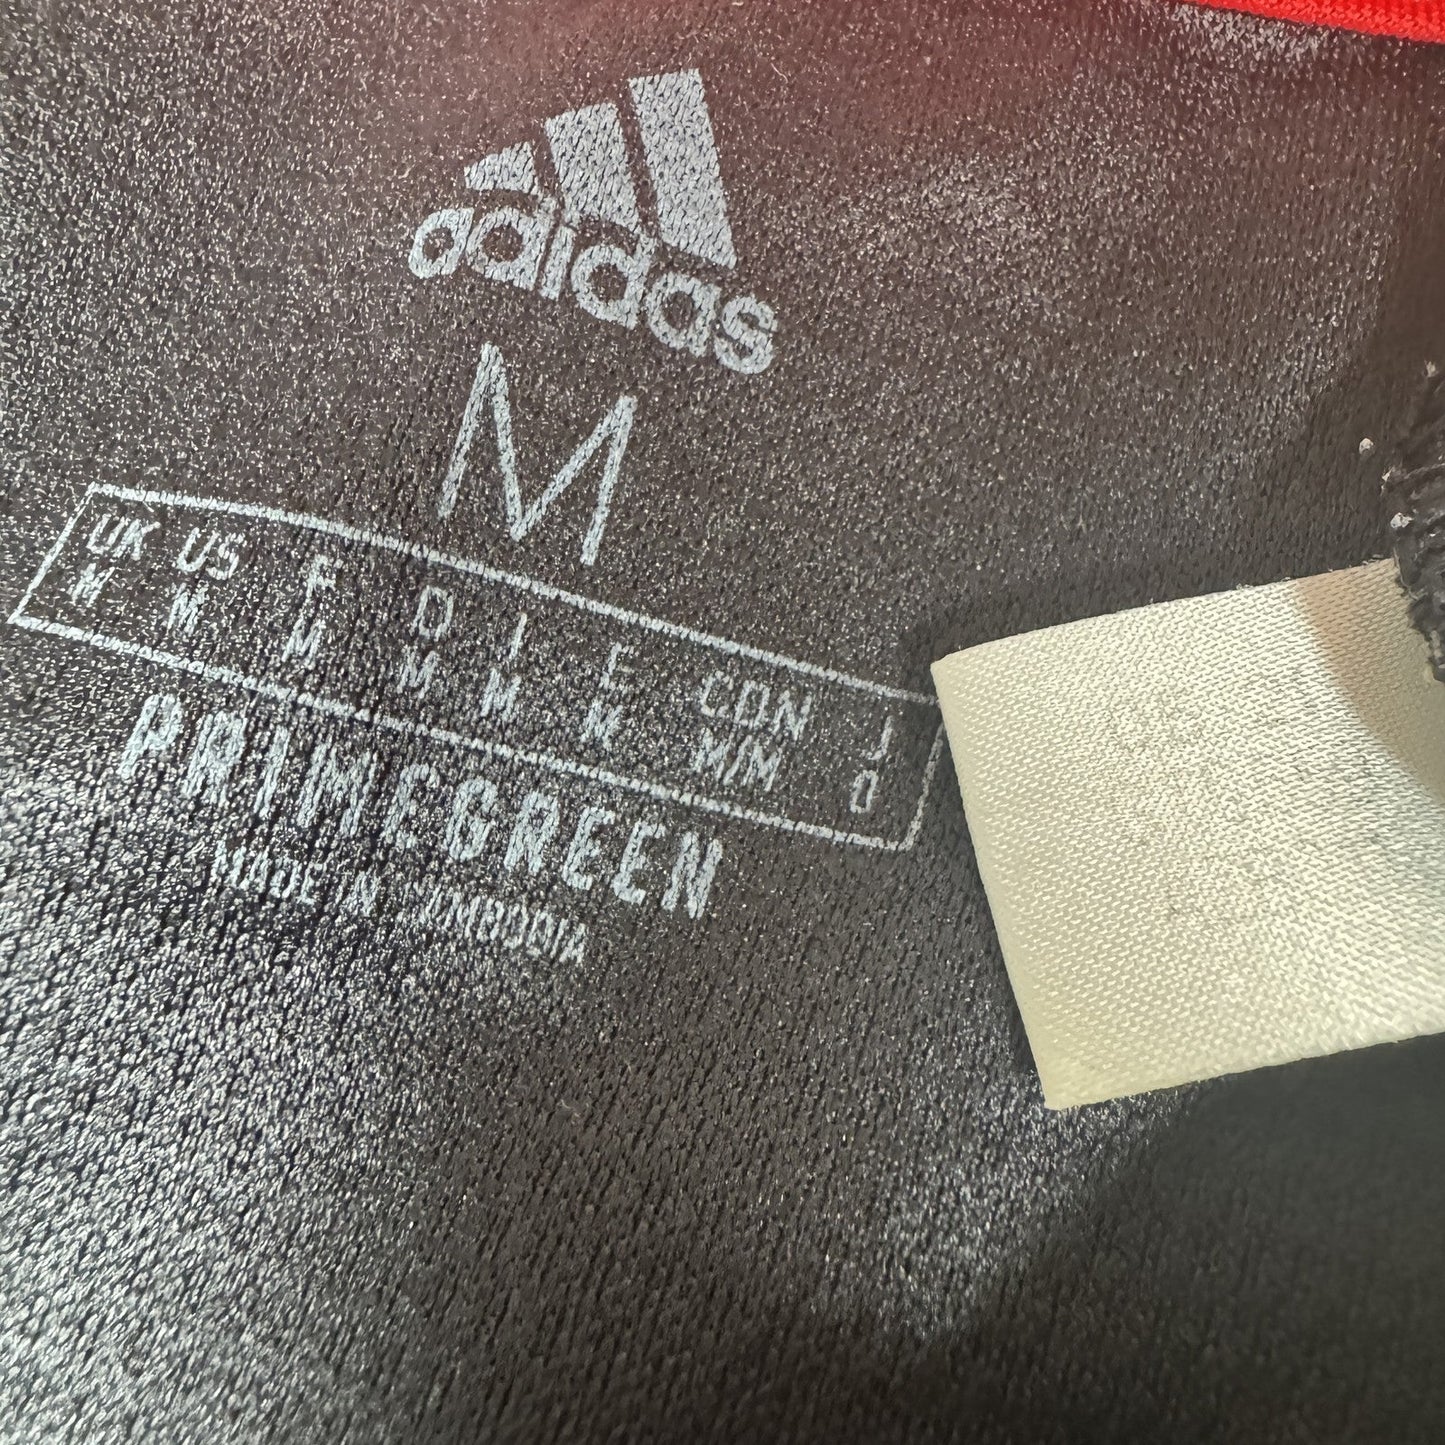 adidas
M
UK US F D I E CDN J
M M M M M M M/M O
PRIMEGREEN
MADE IN CAMBODIA